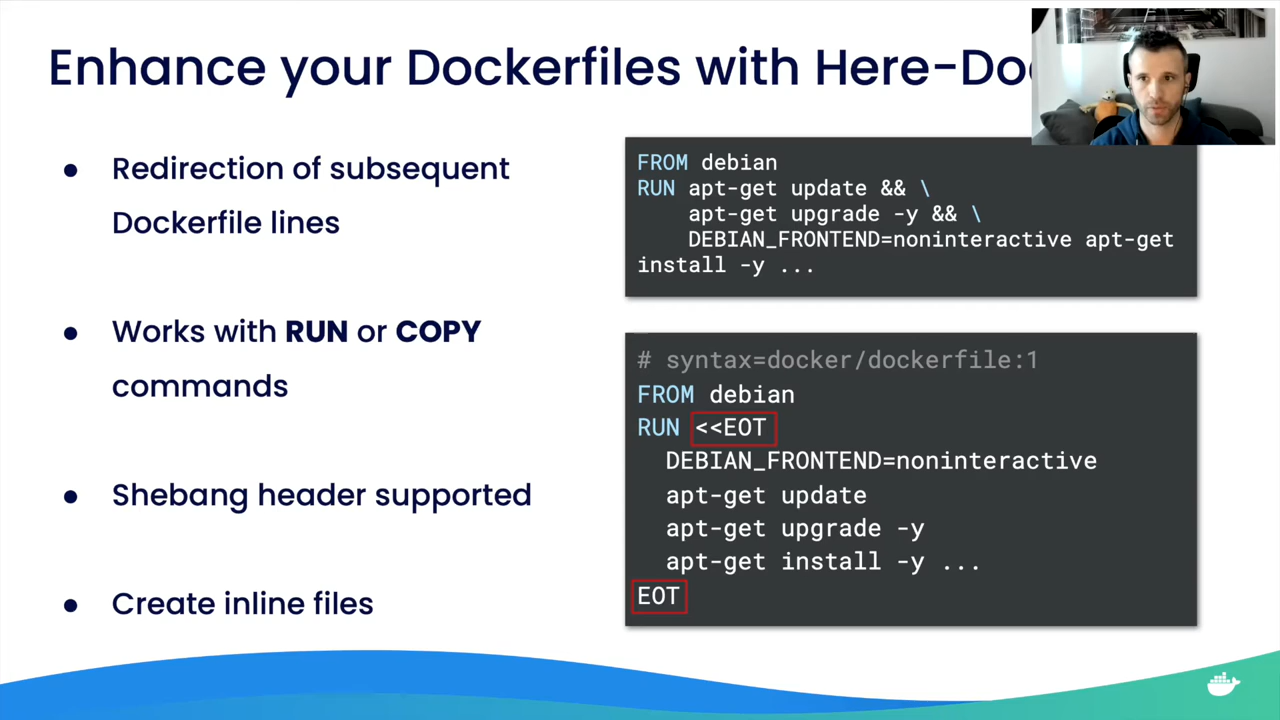 Enhance your Dockerfiles with Here-Do
● Redirection of subsequent
Dockerfile lines
● Works with RUN or COPY
commands
● Shebang header supported
● Create inline files
FROM debian
RUN apt-get update && \
    apt-get upgrade -y && \
    DEBIAN_FRONTEND=noninteractive apt-get
install -y ...
# syntax=docker/dockerfile:1
FROM debian
RUN <<EOT
  DEBIAN_FRONTEND=noninteractive
  apt-get update
  apt-get upgrade -y
  apt-get install -y ...
EOT